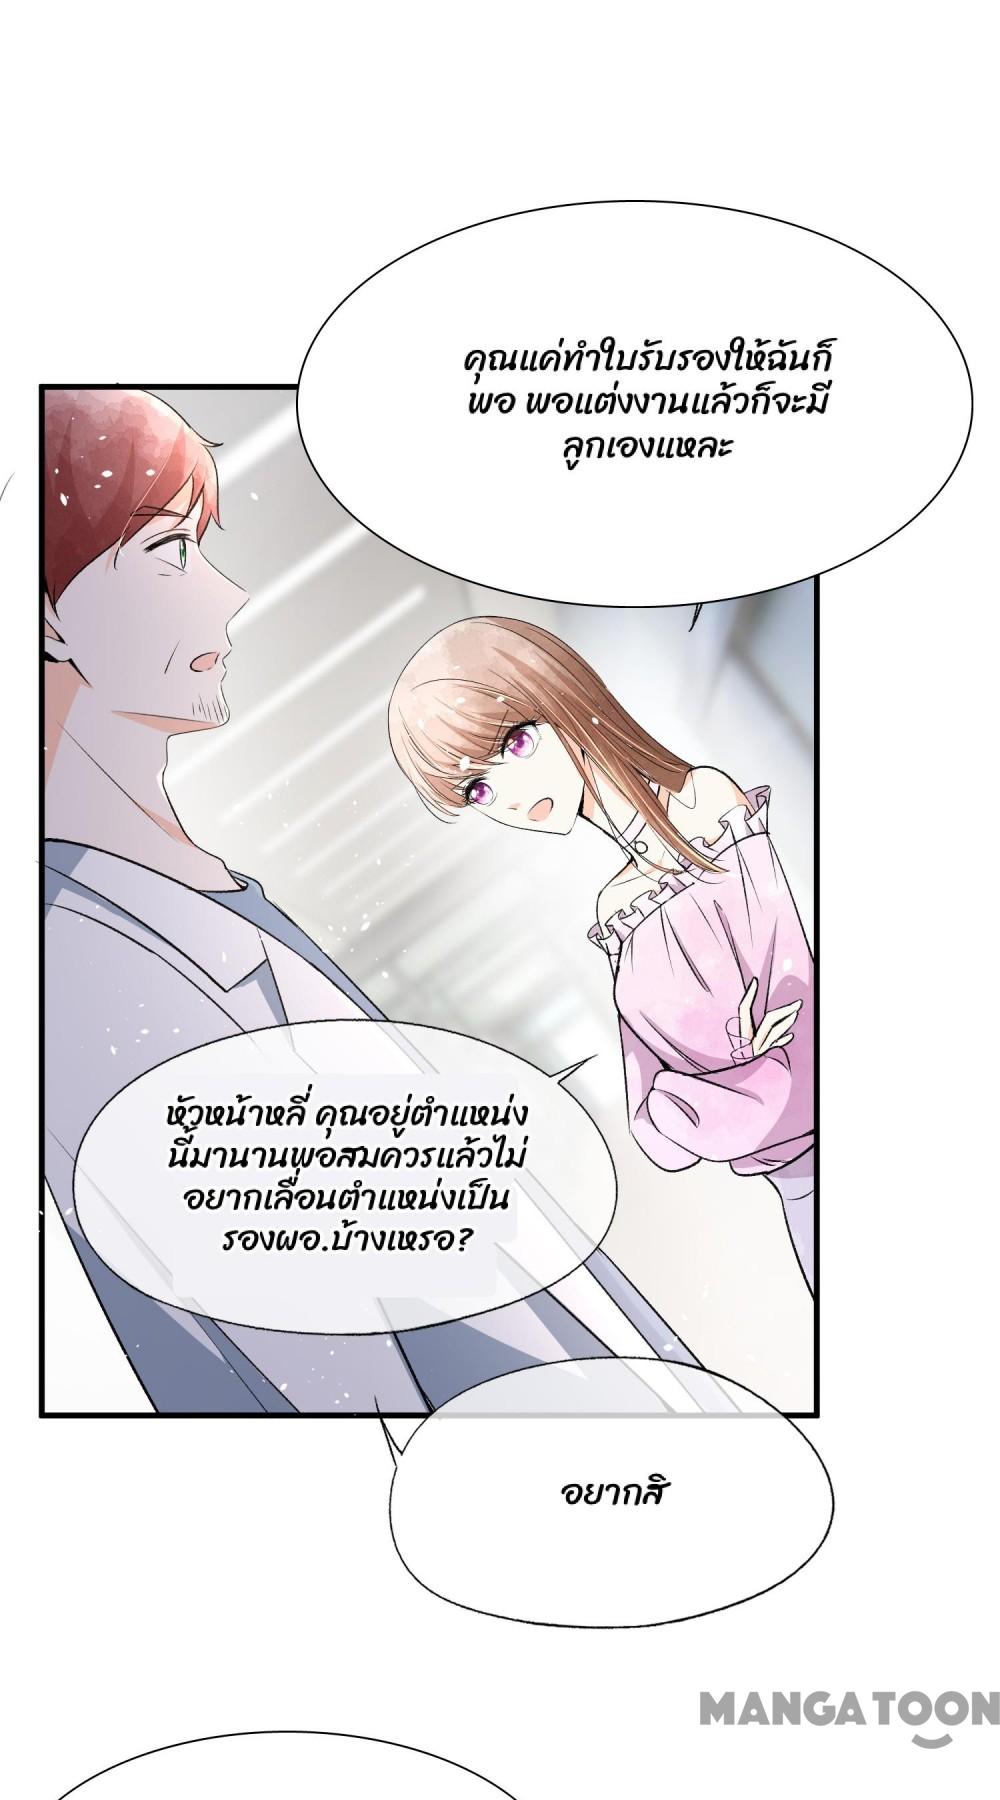 คุณแค่ทำใบรับรองให้ฉันก็
พอ พอแต่งงานแล้วก็จะมี
ลูกเองแหละ
หัวหน้าหลี่ คุณอยู่ตำแหน่ง
นี้มานานพอสมควรแล้วไม่
อยากเลื่อนตำแหน่งเป็น
รองผอ.บ้างเหรอ?
อยากสิ
MANGATOON